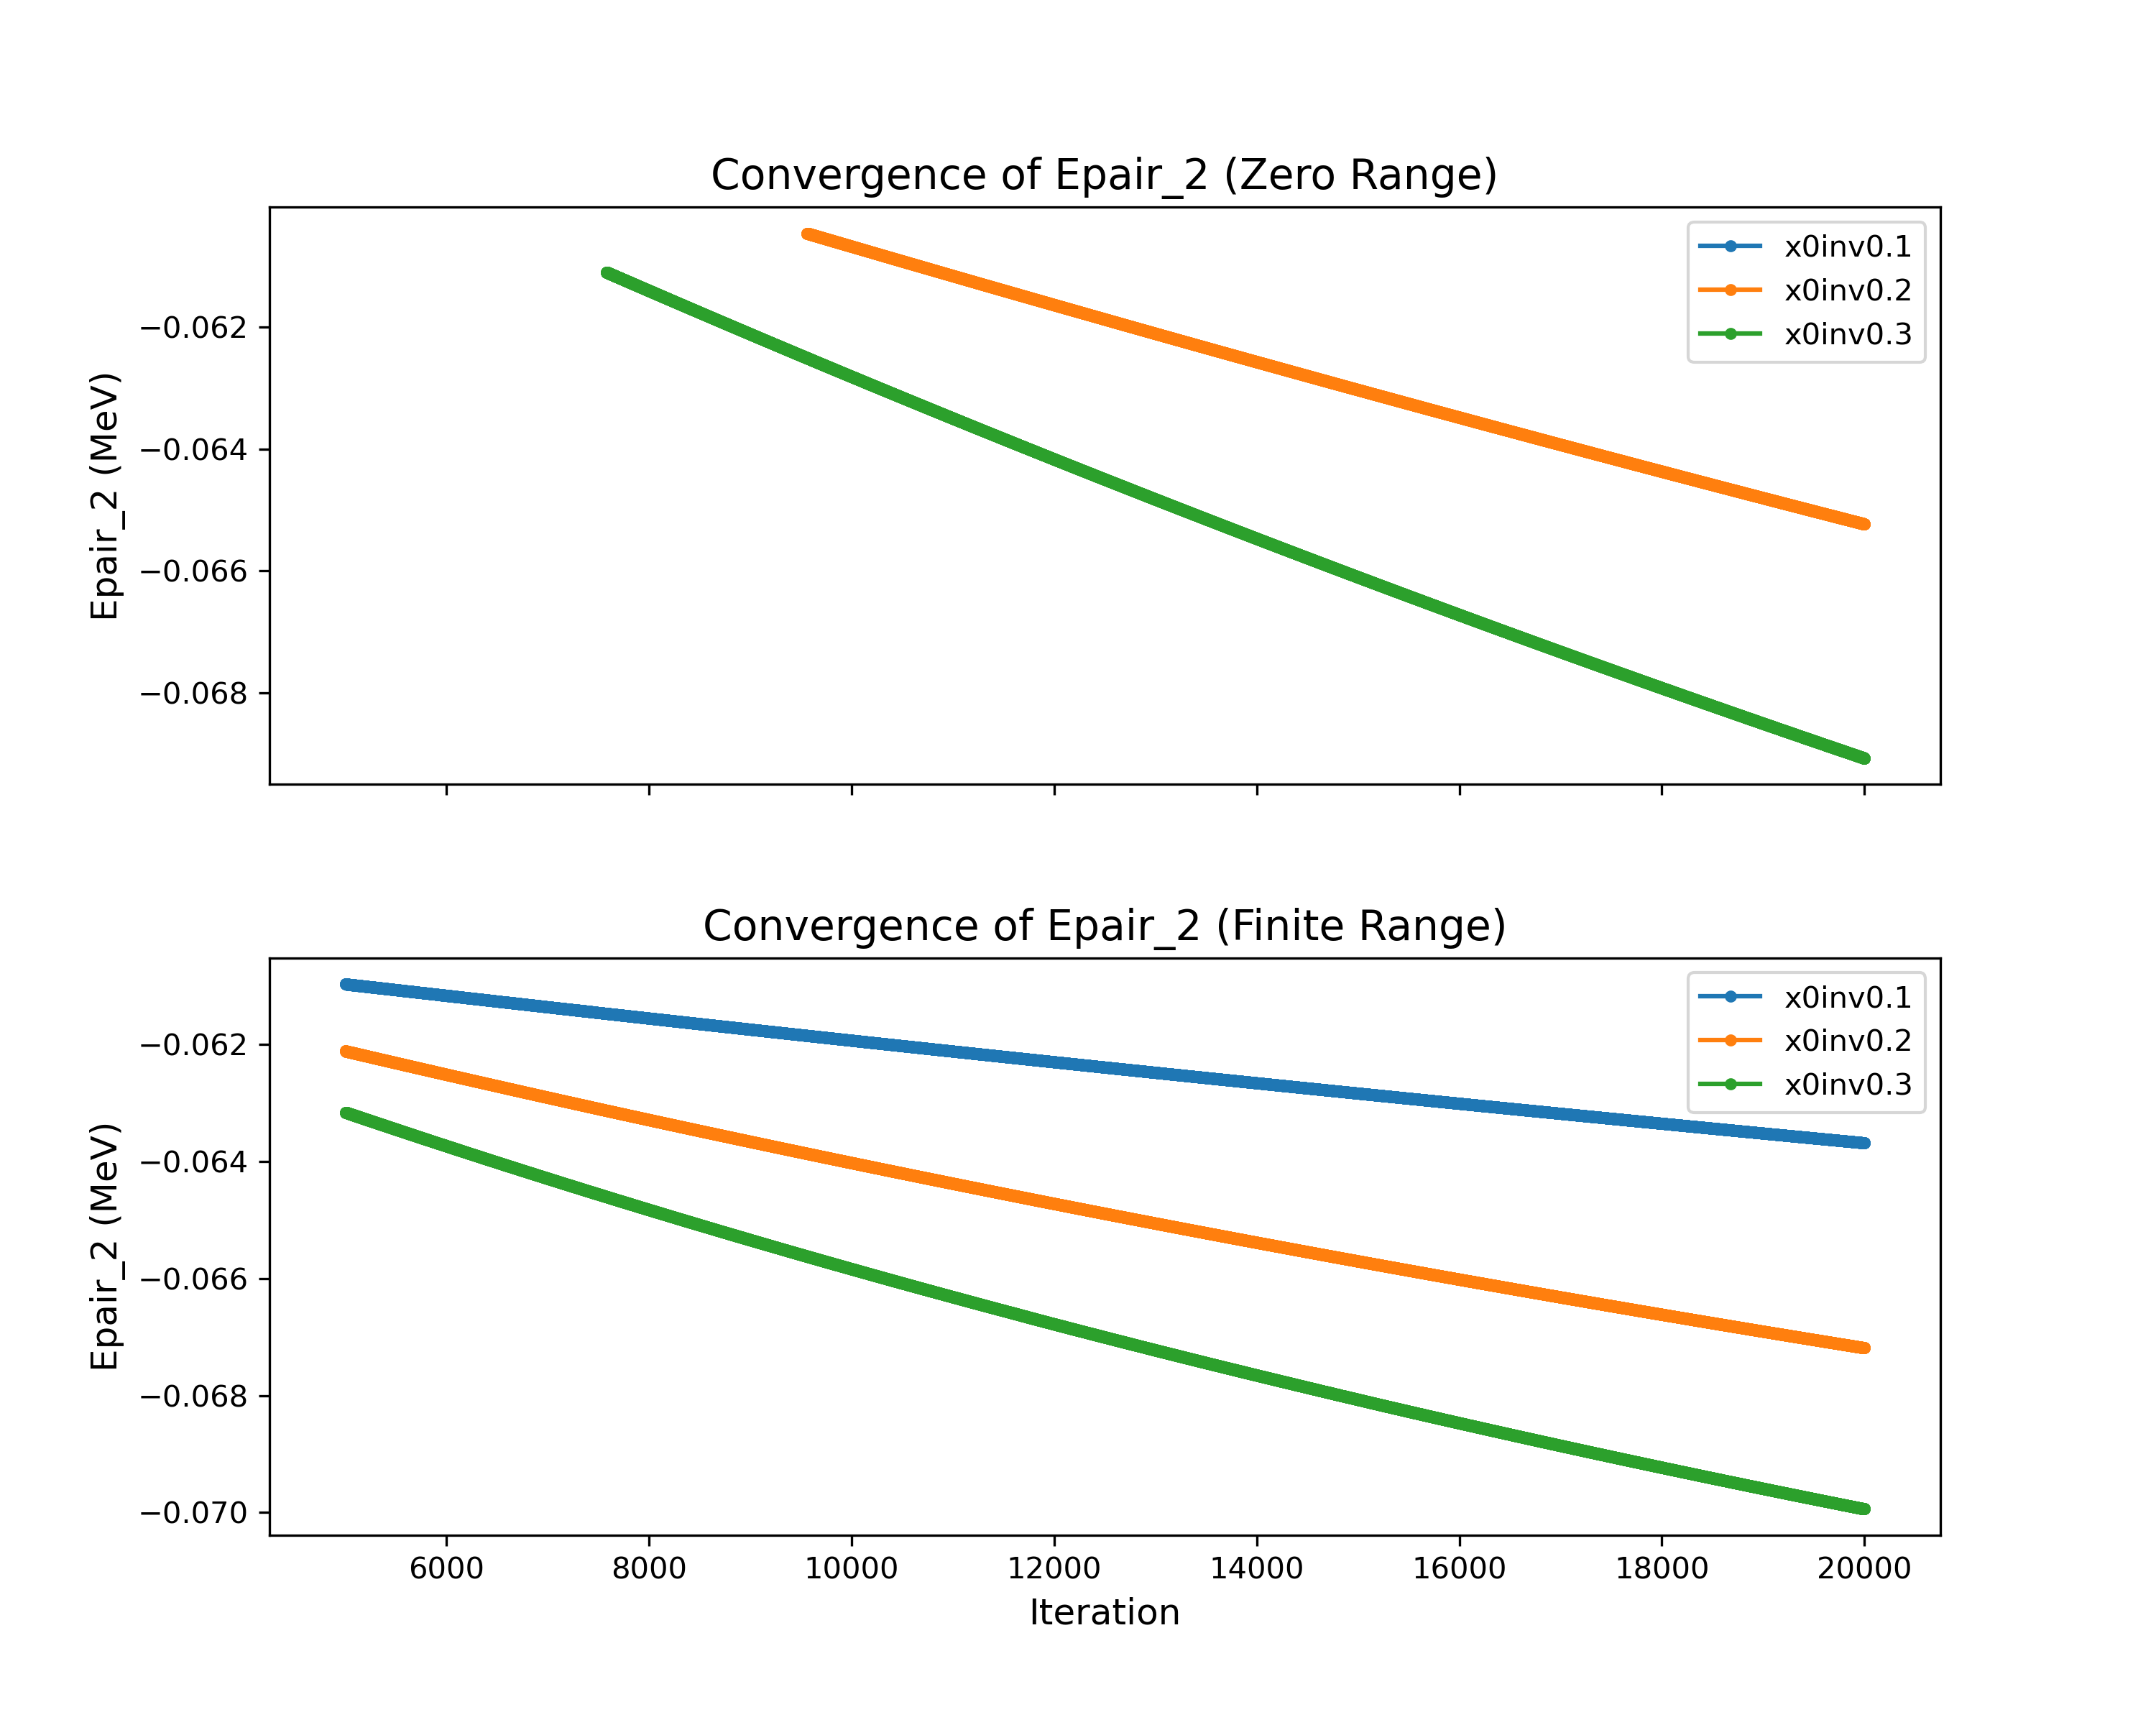 Convergence of Epair_2 (Zero Range)
x0inv0.1
x0inv0.2
x0inv0.3
Epair_2 (MeV)
−0.062
−0.064
−0.066
−0.068
Convergence of Epair_2 (Finite Range)
x0inv0.1
x0inv0.2
x0inv0.3
Epair_2 (MeV)
−0.062
−0.064
−0.066
−0.068
−0.070
6000 8000 10000 12000 14000 16000 18000 20000
Iteration